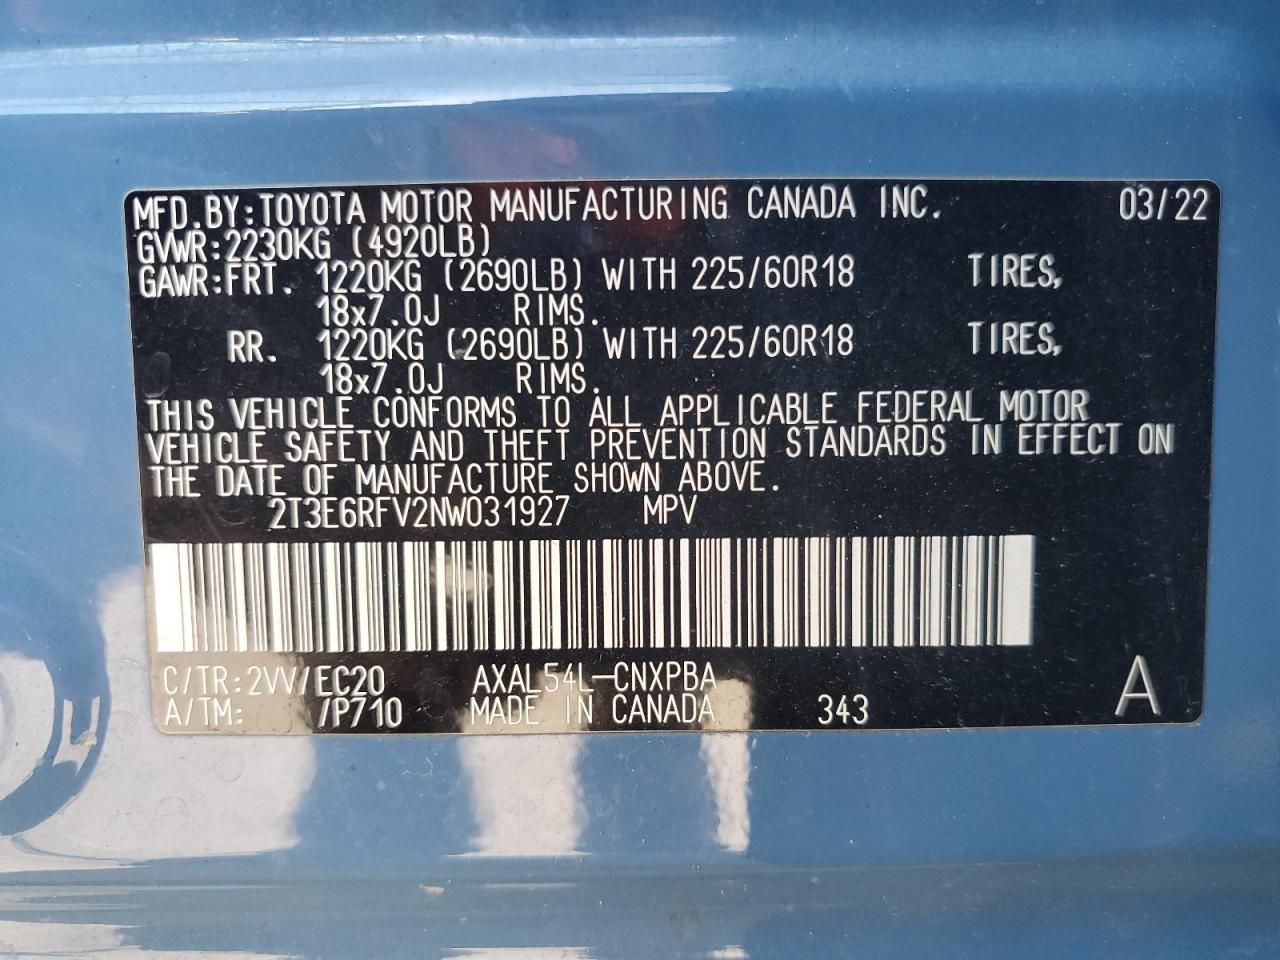 MFD.BY:TOYOTA MOTOR MANUFACTURING CANADA INC. 03/22
GVWR:2230KG (4920LB)
GAWR:FRT. 1220KG (2690LB) WITH 225/60R18 TIRES,
18x7.0J RIMS.
RR. 1220KG (2690LB) WITH 225/60R18 TIRES,
18x7.0J RIMS.
THIS VEHICLE CONFORMS TO ALL APPLICABLE FEDERAL MOTOR
VEHICLE SAFETY AND THEFT PREVENTION STANDARDS IN EFFECT ON
THE DATE OF MANUFACTURE SHOWN ABOVE.
2T3E6RFV2NW031927 MPV
C/TR:2VV/EC20 AXAL54L-CNXPBA
A/TM: /P710 MADE IN CANADA 343 A